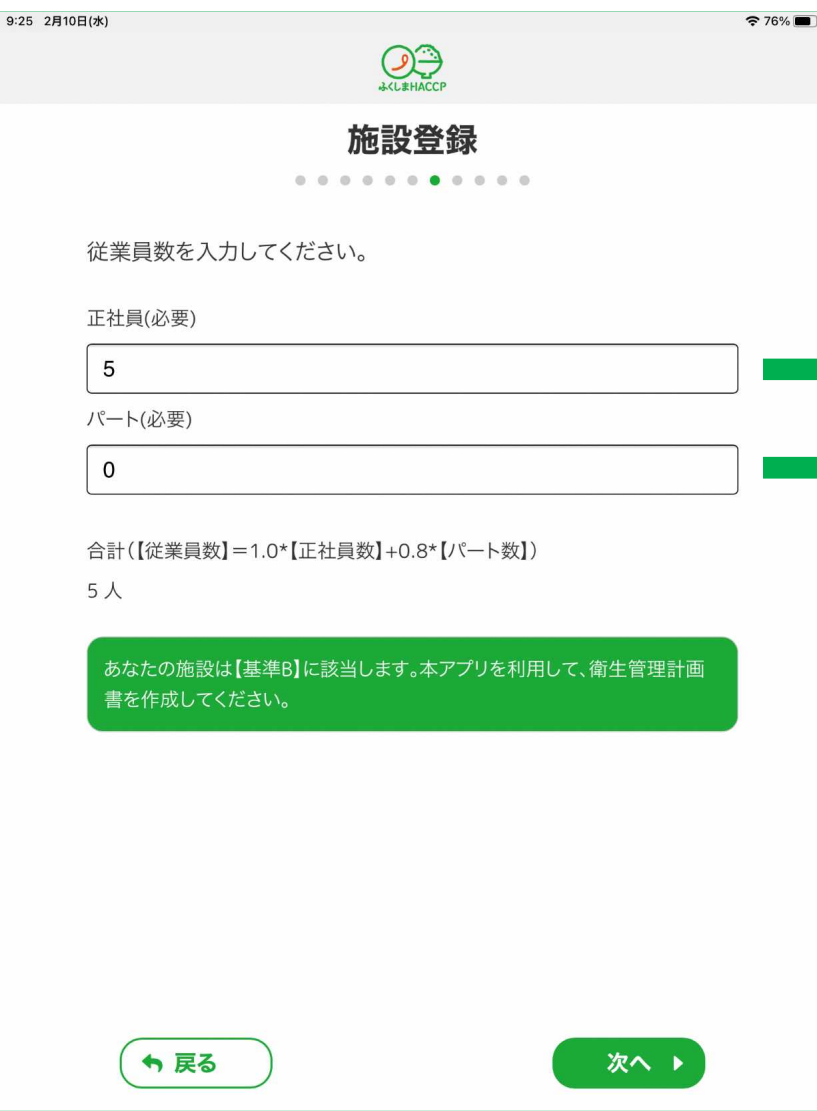 9:25 2月10日(水)
76%
ふくしまHACCP
施設登録
従業員数を入力してください。
正社員(必要)
5
パート(必要)
0
合計(【従業員数】=1.0*【正社員数】+0.8*【パート数】)
5 人
あなたの施設は【基準B】に該当します。本アプリを利用して、衛生管理計画
書を作成してください。
戻る
次へ